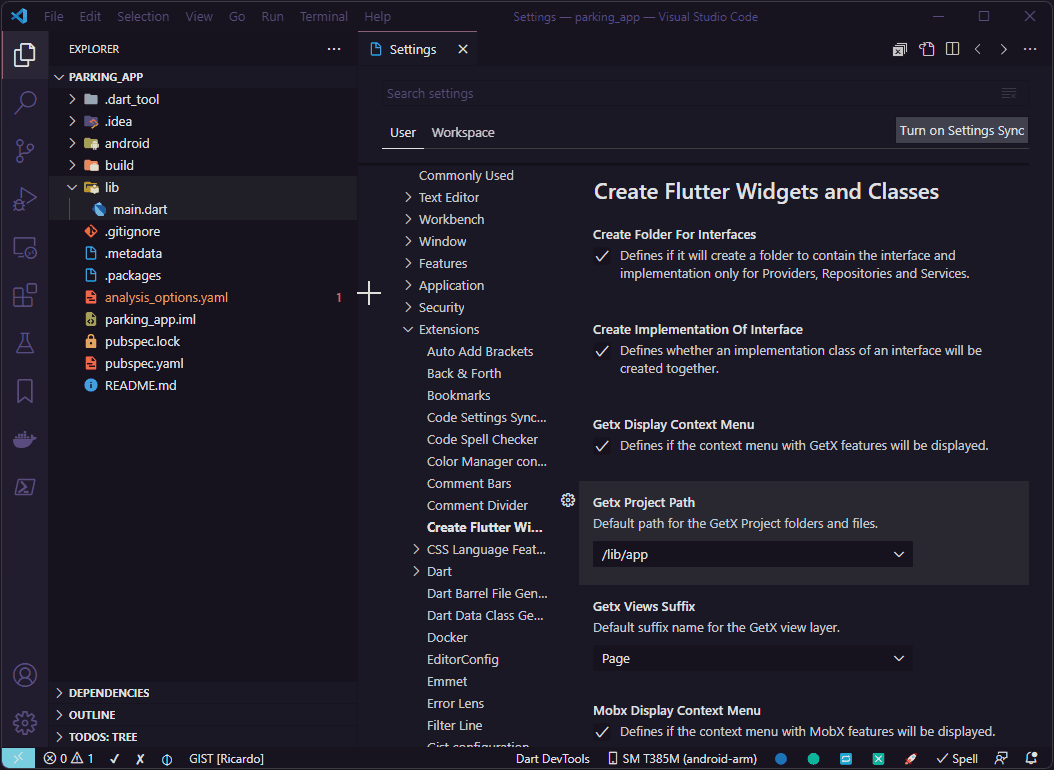 File Edit Selection View Go Run Terminal Help
Settings — parking_app — Visual Studio Code
EXPLORER
PARKING_APP
.dart_tool
.idea
android
build
lib
main.dart
.gitignore
.metadata
.packages
analysis_options.yaml 1
parking_app.iml
pubspec.lock
pubspec.yaml
README.md
DEPENDENCIES
OUTLINE
TODOS: TREE
Settings
Search settings
User Workspace
Turn on Settings Sync
Commonly Used
Text Editor
Workbench
Window
Features
Application
Security
Extensions
Auto Add Brackets
Back & Forth
Bookmarks
Code Settings Sync...
Code Spell Checker
Color Manager con...
Comment Bars
Comment Divider
Create Flutter Wi...
CSS Language Feat...
Dart
Dart Barrel File Gen...
Dart Data Class Ge...
Docker
EditorConfig
Emmet
Error Lens
Filter Line
Gist configuration
Create Flutter Widgets and Classes
Create Folder For Interfaces
Defines if it will create a folder to contain the interface and
implementation only for Providers, Repositories and Services.
Create Implementation Of Interface
Defines whether an implementation class of an interface will be
created together.
Getx Display Context Menu
Defines if the context menu with GetX features will be displayed.
Getx Project Path
Default path for the GetX Project folders and files.
/lib/app
Getx Views Suffix
Default suffix name for the GetX view layer.
Page
Mobx Display Context Menu
Defines if the context menu with MobX features will be displayed.
0 1 GIST [Ricardo] Dart DevTools SM T385M (android-arm) Spell